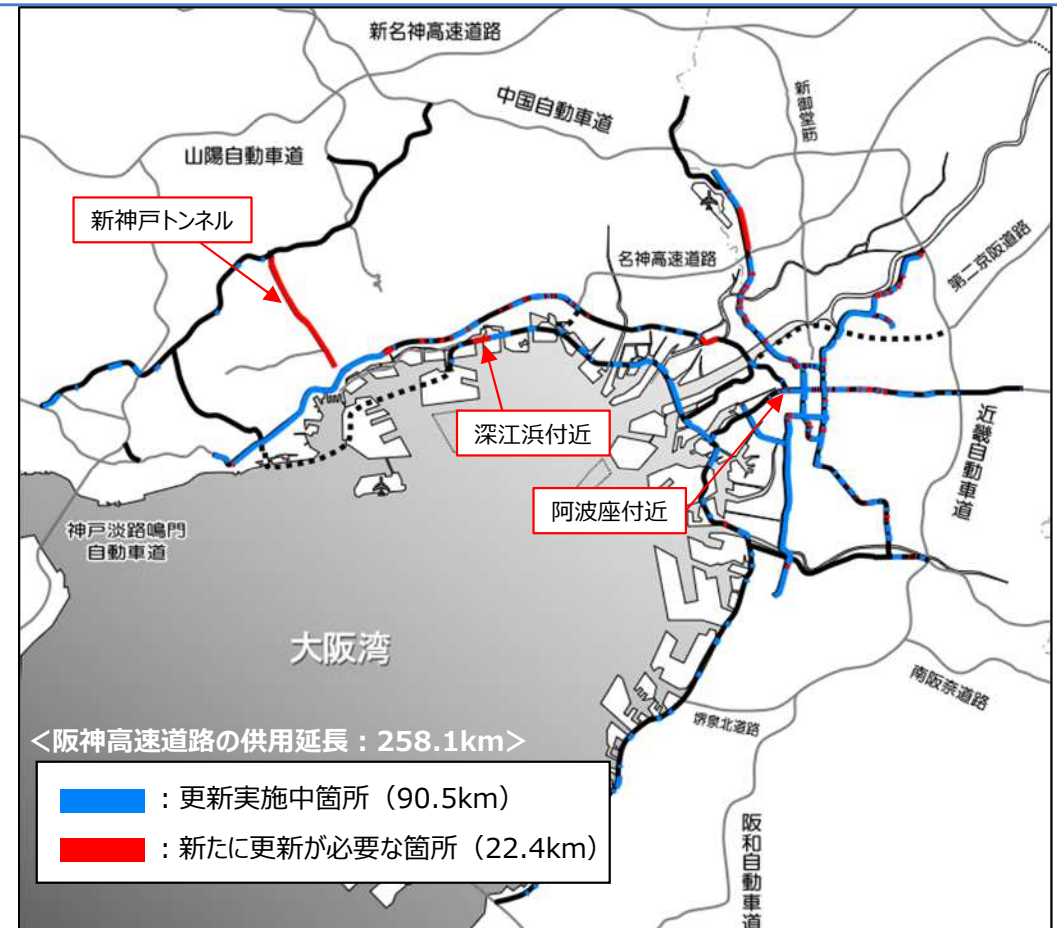 新名神高速道路
中国自動車道
新御堂筋
山陽自動車道
新神戸トンネル
名神高速道路
第二京阪道路
深江浜付近
阿波座付近
近畿自動車道
神戸淡路鳴門
自動車道
大阪湾
南阪奈道路
堺泉北道路
<阪神高速道路の供用延長：258.1km>
：更新実施中箇所（90.5km）
：新たに更新が必要な箇所（22.4km）
阪和自動車道